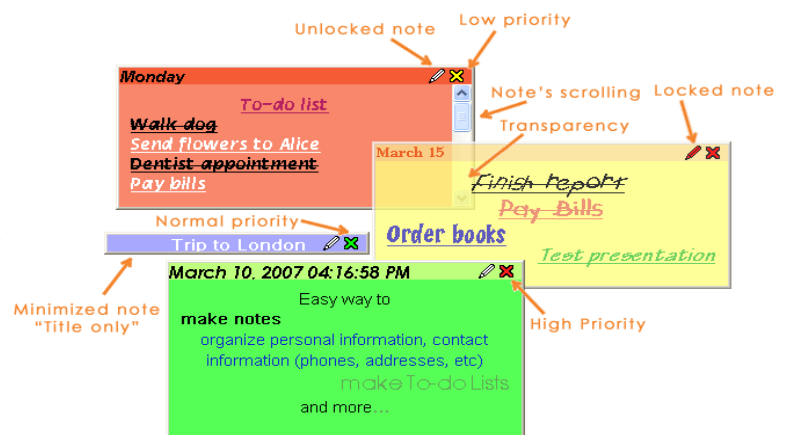 Low priority
Unlocked note
Monday
To-do list
Walk dog
Send flowers to Alice
Dentist appointment
Pay bills
Note's scrolling
Locked note
Transparency
March 15
Finish report
Pay Bills
Order books
Test presentation
Normal priority
Trip to London
Minimized note
"Title only"
March 10, 2007 04:16:58 PM
Easy way to
make notes
organize personal information, contact
information (phones, addresses, etc)
make To-do Lists
and more...
High Priority